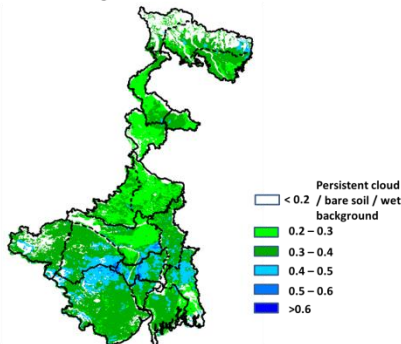 Persistent cloud
< 0.2 / bare soil / wet
background
0.2 – 0.3
0.3 – 0.4
0.4 – 0.5
0.5 – 0.6
>0.6